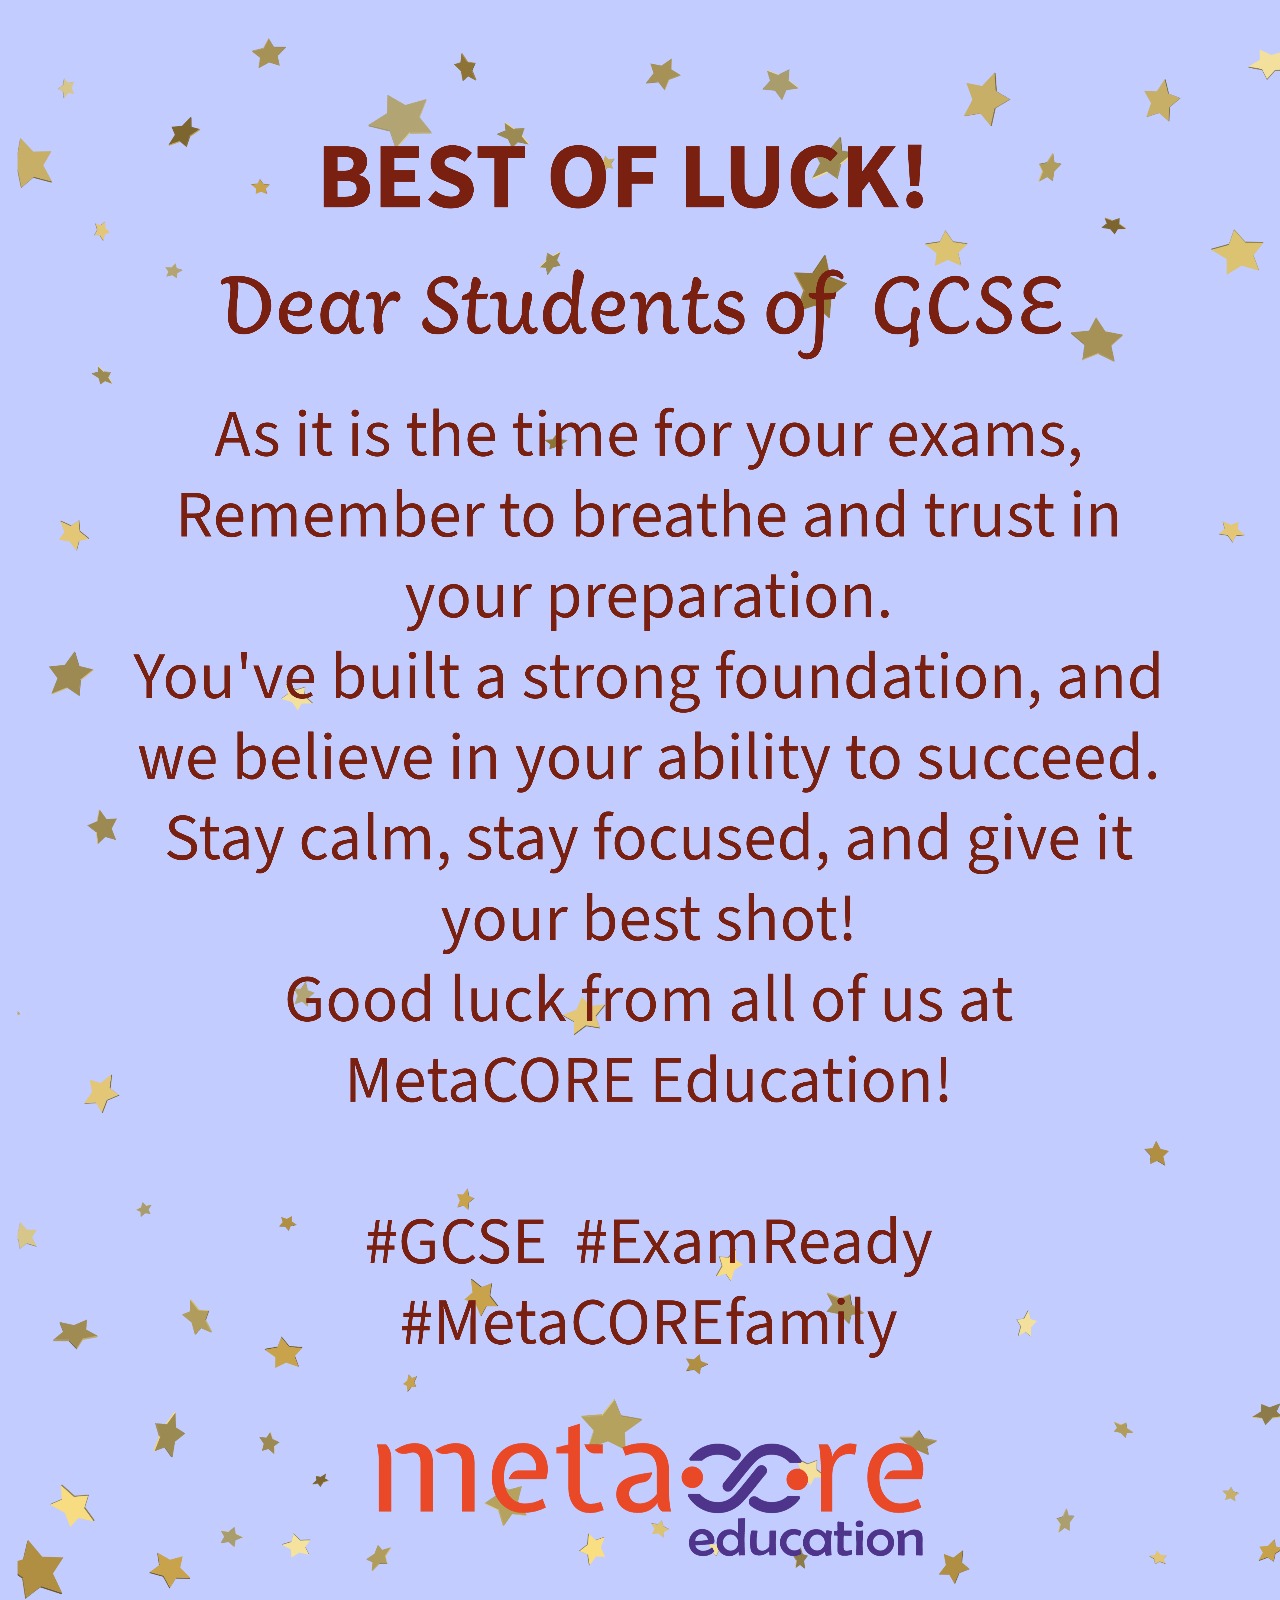 BEST OF LUCK!
Dear Students of GCSE
As it is the time for your exams,
Remember to breathe and trust in
your preparation.
You've built a strong foundation, and
we believe in your ability to succeed.
Stay calm, stay focused, and give it
your best shot!
Good luck from all of us at
MetaCORE Education!
#GCSE #ExamReady
#MetaCOREfamily
metacore
education